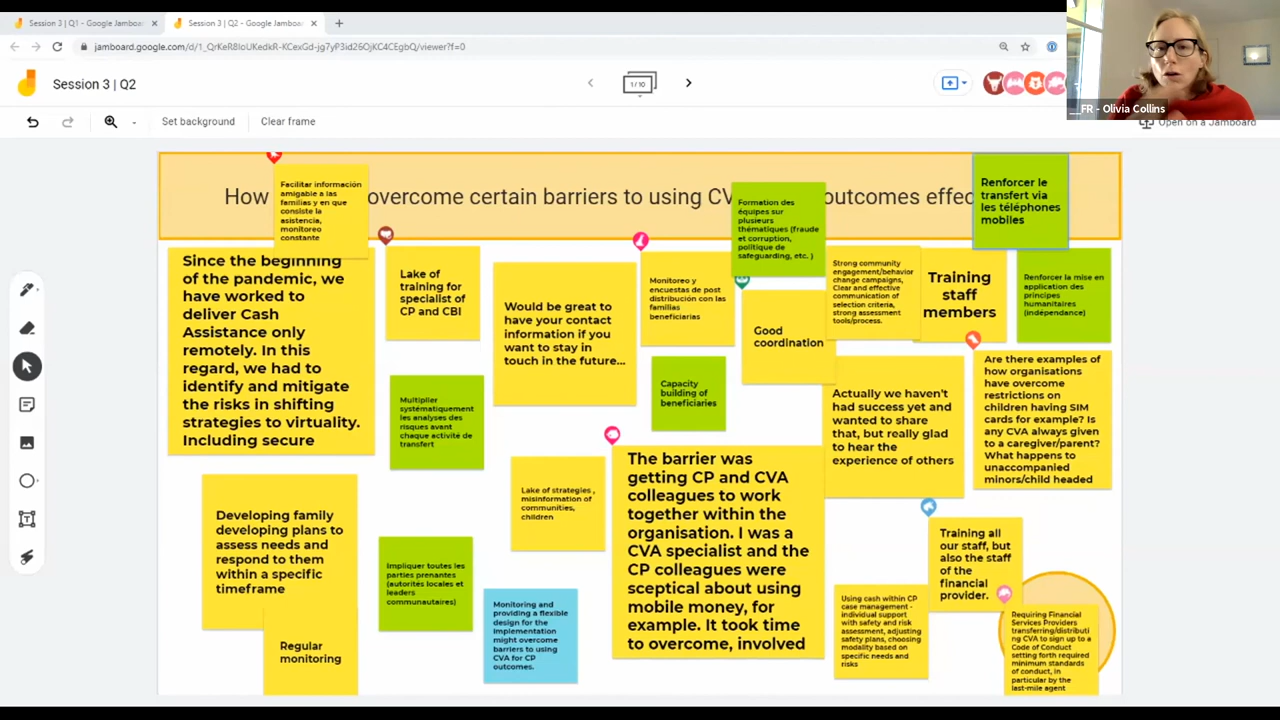 Session 3 | Q1 - Google Jamboa
Session 3 | Q2 - Google Jamboa
jamboard.google.com/d/1_QrKeR8loUKedkR-KCexGd-jg7yP3id26OjKC4CEgbQ/viewer?f=0
Session 3 | Q2
1/10
FR - Olivia Collins
Set background
Clear frame
Open on a Jamboard
How
overcome certain barriers to using CV
outcomes effec
Facilitar información
amigable a las
familias y en que
consiste la
asistencia,
monitoreo
constante
Formation des
équipes sur
plusieurs
thématiques (fraude
et corruption,
politique de
safeguarding, etc. )
Renforcer le
transfert via
les téléphones
mobiles
Since the beginning
of the pandemic, we
have worked to
deliver Cash
Assistance only
remotely. In this
regard, we had to
identify and mitigate
the risks in shifting
strategies to virtuality.
Including secure
Lake of
training for
specialist of
CP and CBI
Would be great to
have your contact
information if you
want to stay in
touch in the future...
Monitoreo y
encuestas de post
distribución con las
familias
beneficiarias
Good
coordination
Strong community
engagement/behavior
change campaigns,
Clear and effective
communication of
selection criteria,
strong assessment
tools/process.
Training
staff
members
Renforcer la mise en
application des
principes
humanitaires
(indépendance)
Multiplier
systématiquement
les analyses des
risques avant
chaque activité de
transfert
Capacity
building of
beneficiaries
Actually we haven't
had success yet and
wanted to share
that, but really glad
to hear the
experience of others
Are there examples of
how organisations
have overcome
restrictions on
children having SIM
cards for example? Is
any CVA always given
to a caregiver/parent?
What happens to
unaccompanied
minors/child headed
Lake of strategies ,
misinformation of
communities,
children
The barrier was
getting CP and CVA
colleagues to work
together within the
organisation. I was a
CVA specialist and the
CP colleagues were
sceptical about using
mobile money, for
example. It took time
to overcome, involved
Developing family
developing plans to
assess needs and
respond to them
within a specific
timeframe
Regular
monitoring
Impliquer toutes les
parties prenantes
(autorités locales et
leaders
communautaires)
Monitoring and
providing a flexible
design for the
implementation
might overcome
barriers to using
CVA for CP
outcomes.
Using cash within CP
case management -
individual support
with safety and risk
assessment, adjusting
safety plans, choosing
modality based on
specific needs and
risks
Training all
our staff, but
also the staff
of the
financial
provider.
Requiring Financial
Services Providers
transferring/distributi
ng CVA to sign up to a
Code of Conduct
setting forth required
minimum standards
of conduct, in
particular by the
last-mile agent